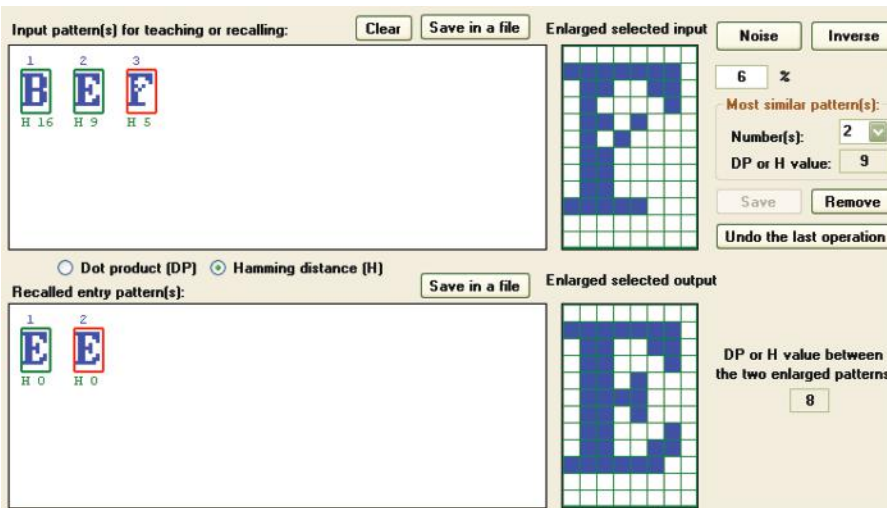 Input pattern(s) for teaching or recalling:
Clear
Save in a file
Enlarged selected input
Noise
Inverse
1 2 3
B E F
H 16 H 9 H 5
6 %
Most similar pattern(s):
Number(s): 2
DP or H value: 9
Save
Remove
Undo the last operation
Dot product (DP) Hamming distance (H)
Recalled entry pattern(s):
Save in a file
Enlarged selected output
1 2
E E
H 0 H 0
DP or H value between
the two enlarged patterns
8